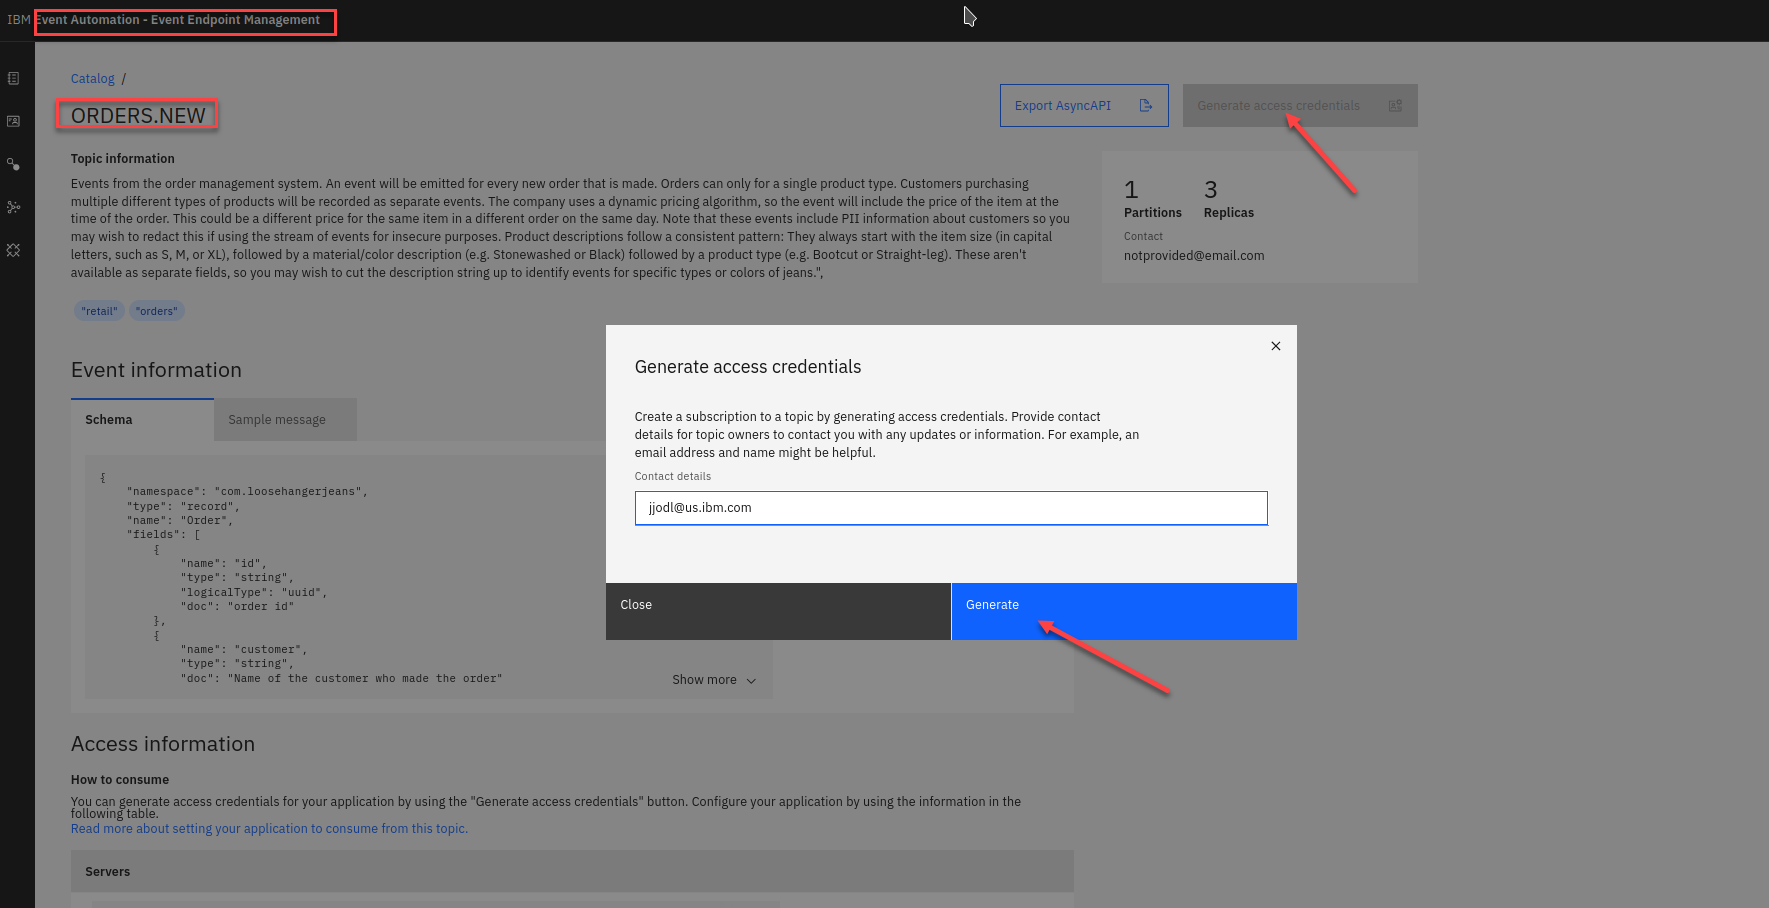 IBM Event Automation - Event Endpoint Management
Catalog /
ORDERS.NEW
Export AsyncAPI
Generate access credentials
Topic information
Events from the order management system. An event will be emitted for every new order that is made. Orders can only for a single product type. Customers purchasing
multiple different types of products will be recorded as separate events. The company uses a dynamic pricing algorithm, so the event will include the price of the item at the
time of the order. This could be a different price for the same item in a different order on the same day. Note that these events include PII information about customers so you
may wish to redact this if using the stream of events for insecure purposes. Product descriptions follow a consistent pattern: They always start with the item size (in capital
letters, such as S, M, or XL), followed by a material/color description (e.g. Stonewashed or Black) followed by a product type (e.g. Bootcut or Straight-leg). These aren't
available as separate fields, so you may wish to cut the description string up to identify events for specific types or colors of jeans.",
1 3
Partitions Replicas
Contact
notprovided@email.com
"retail" "orders"
Event information
Schema Sample message
{
"namespace": "com.loosehangerjeans",
"type": "record",
"name": "Order",
"fields": [
{
"name": "id",
"type": "string",
"logicalType": "uuid",
"doc": "order id"
},
{
"name": "customer",
"type": "string",
"doc": "Name of the customer who made the order"
Show more
Generate access credentials
Create a subscription to a topic by generating access credentials. Provide contact
details for topic owners to contact you with any updates or information. For example, an
email address and name might be helpful.
Contact details
jjodl@us.ibm.com
Close
Generate
Access information
How to consume
You can generate access credentials for your application by using the "Generate access credentials" button. Configure your application by using the information in the
following table.
Read more about setting your application to consume from this topic.
Servers